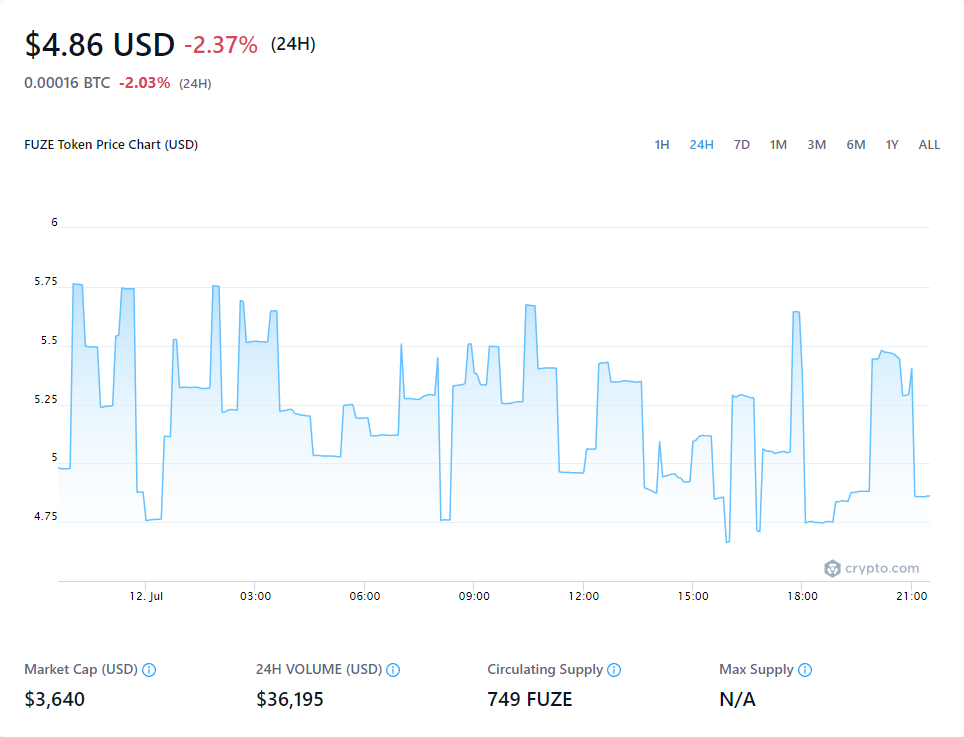 $4.86 USD -2.37% (24H)
0.00016 BTC -2.03% (24H)
FUZE Token Price Chart (USD) 1H 24H 7D 1M 3M 6M 1Y ALL
6
5.75
5.5
5.25
5
4.75
crypto.com
12. Jul 03:00 06:00 09:00 12:00 15:00 18:00 21:00
Market Cap (USD) 24H VOLUME (USD) Circulating Supply Max Supply
$3,640 $36,195 749 FUZE N/A